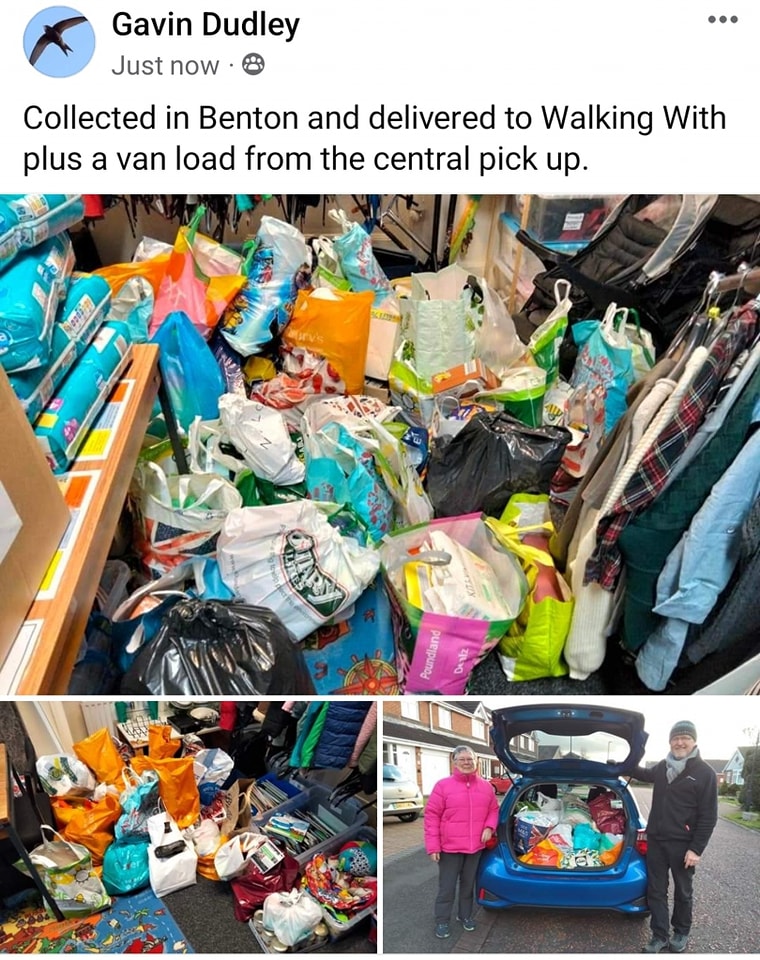 Gavin Dudley
Just now ·
Collected in Benton and delivered to Walking With
plus a van load from the central pick up.
Poundland
Dealz